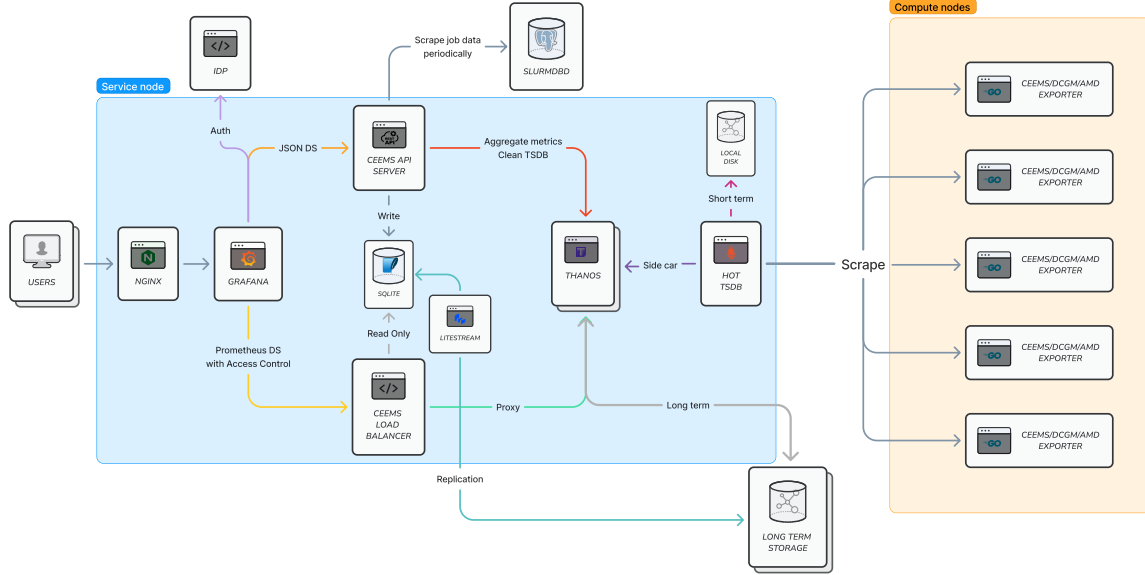 Compute nodes
Scrape job data
periodically
IDP
SLURMDBD
CEEMS/DCGM/AMD
EXPORTER
Service node
Auth
JSON DS
REST
API
CEEMS API
SERVER
Aggregate metrics
Clean TSDB
LOCAL
DISK
CEEMS/DCGM/AMD
EXPORTER
Write
Short term
USERS
N
NGINX
GRAFANA
SQLITE
T
THANOS
Side car
HOT
TSDB
Scrape
CEEMS/DCGM/AMD
EXPORTER
Read Only
LITESTREAM
Prometheus DS
with Access Control
CEEMS/DCGM/AMD
EXPORTER
</>
CEEMS
LOAD
BALANCER
Proxy
Long term
CEEMS/DCGM/AMD
EXPORTER
Replication
LONG TERM
STORAGE